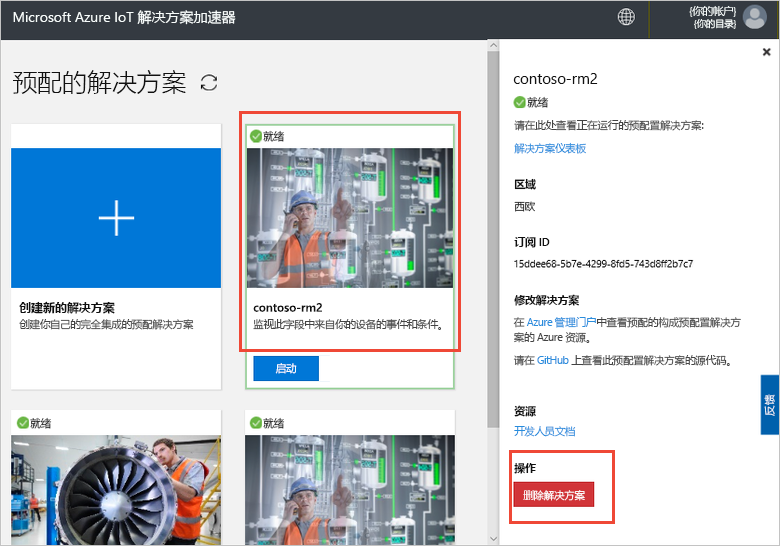 Microsoft Azure IoT 解决方案加速器
{你的帐户}
{你的目录}
预配的解决方案
创建新的解决方案
创建你自己的完全集成的预配解决方案
就绪
contoso-rm2
监视此字段中来自你的设备的事件和条件。
启动
就绪
就绪
contoso-rm2
就绪
请在此处查看正在运行的预配置解决方案:
解决方案仪表板
区域
西欧
订阅 ID
15ddee68-5b7e-4299-8fd5-743d8ff2b7c7
修改解决方案
在 Azure 管理门户中查看预配的构成预配置解决方
案的 Azure 资源。
请在 GitHub 上查看此预配置解决方案的源代码。
资源
开发人员文档
操作
删除解决方案
反馈